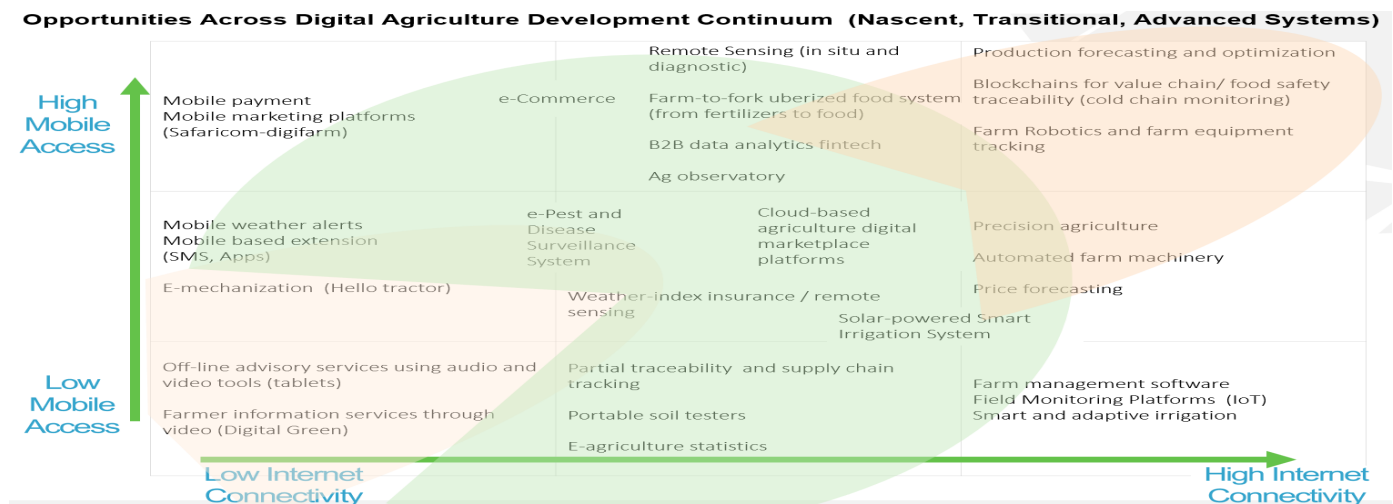 Opportunities Across Digital Agriculture Development Continuum (Nascent, Transitional, Advanced Systems)
High
Mobile
Access
Mobile payment
Mobile marketing platforms
(Safaricom-digifarm)
e-Commerce
Remote Sensing (in situ and
diagnostic)
Farm-to-fork uberized food system
(from fertilizers to food)
B2B data analytics fintech
Ag observatory
Production forecasting and optimization
Blockchains for value chain/ food safety
traceability (cold chain monitoring)
Farm Robotics and farm equipment
tracking
Mobile weather alerts
Mobile based extension
(SMS, Apps)
E-mechanization (Hello tractor)
e-Pest and
Disease
Surveillance
System
Cloud-based
agriculture digital
marketplace
platforms
Weather-index insurance / remote
sensing
Solar-powered Smart
Irrigation System
Precision agriculture
Automated farm machinery
Price forecasting
Low
Mobile
Access
Off-line advisory services using audio and
video tools (tablets)
Farmer information services through
video (Digital Green)
Partial traceability and supply chain
tracking
Portable soil testers
E-agriculture statistics
Farm management software
Field Monitoring Platforms (IoT)
Smart and adaptive irrigation
Low Internet
Connectivity
High Internet
Connectivity